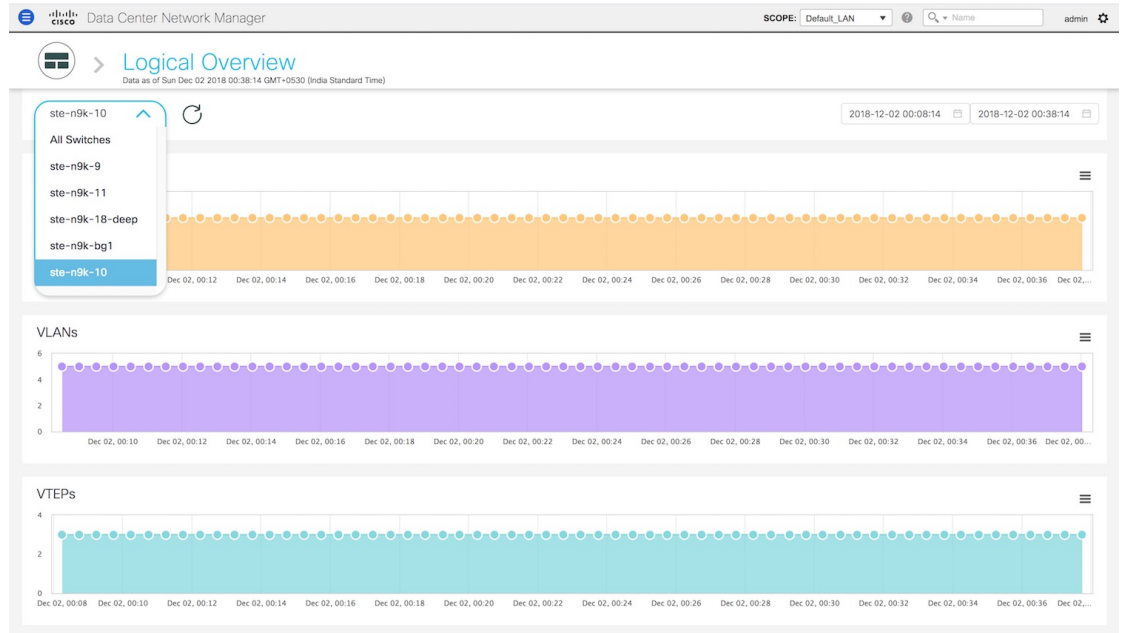 cisco Data Center Network Manager SCOPE: Default_LAN Name admin
Logical Overview
Data as of Sun Dec 02 2018 00:38:14 GMT+0530 (India Standard Time)
ste-n9k-10 2018-12-02 00:08:14 2018-12-02 00:38:14
All Switches
ste-n9k-9
ste-n9k-11
ste-n9k-18-deep
ste-n9k-bg1
ste-n9k-10
Dec 02, 00:12 Dec 02, 00:14 Dec 02, 00:16 Dec 02, 00:18 Dec 02, 00:20 Dec 02, 00:22 Dec 02, 00:24 Dec 02, 00:26 Dec 02, 00:28 Dec 02, 00:30 Dec 02, 00:32 Dec 02, 00:34 Dec 02, 00:36 Dec 02,...
VLANs
6
4
2
0
Dec 02, 00:10 Dec 02, 00:12 Dec 02, 00:14 Dec 02, 00:16 Dec 02, 00:18 Dec 02, 00:20 Dec 02, 00:22 Dec 02, 00:24 Dec 02, 00:26 Dec 02, 00:28 Dec 02, 00:30 Dec 02, 00:32 Dec 02, 00:34 Dec 02, 00:36 Dec 02, 00...
VTEPs
4
2
0
Dec 02, 00:08 Dec 02, 00:10 Dec 02, 00:12 Dec 02, 00:14 Dec 02, 00:16 Dec 02, 00:18 Dec 02, 00:20 Dec 02, 00:22 Dec 02, 00:24 Dec 02, 00:26 Dec 02, 00:28 Dec 02, 00:30 Dec 02, 00:32 Dec 02, 00:34 Dec 02, 00:36 Dec 02,...